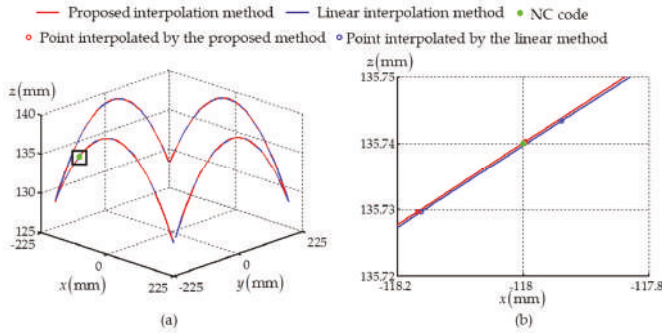 Proposed interpolation method Linear interpolation method NC code
Point interpolated by the proposed method Point interpolated by the linear method
z(mm)
140
135
130
125
-225
0
x(mm)
225
-225
0
y(mm)
225
(a)
z(mm)
135.75
135.74
135.73
135.72
-118.2
-118
-117.8
x(mm)
(b)